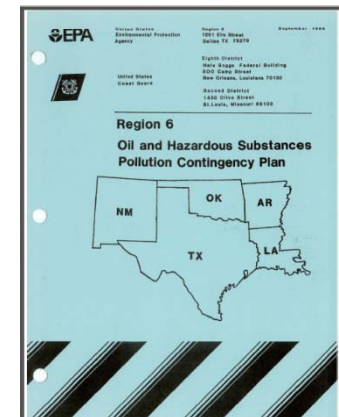 EPA
United States
Environmental Protection
Agency
Region 6
1201 Elm Street
Dallas TX 75270
September 1986
United States
Coast Guard
Eighth District
Hale Boggs Federal Building
500 Camp Street
New Orleans, Louisiana 70130
Second District
1430 Olive Street
St.Louis, Missouri 63103
Region 6
Oil and Hazardous Substances
Pollution Contingency Plan
NM
OK
AR
TX
LA